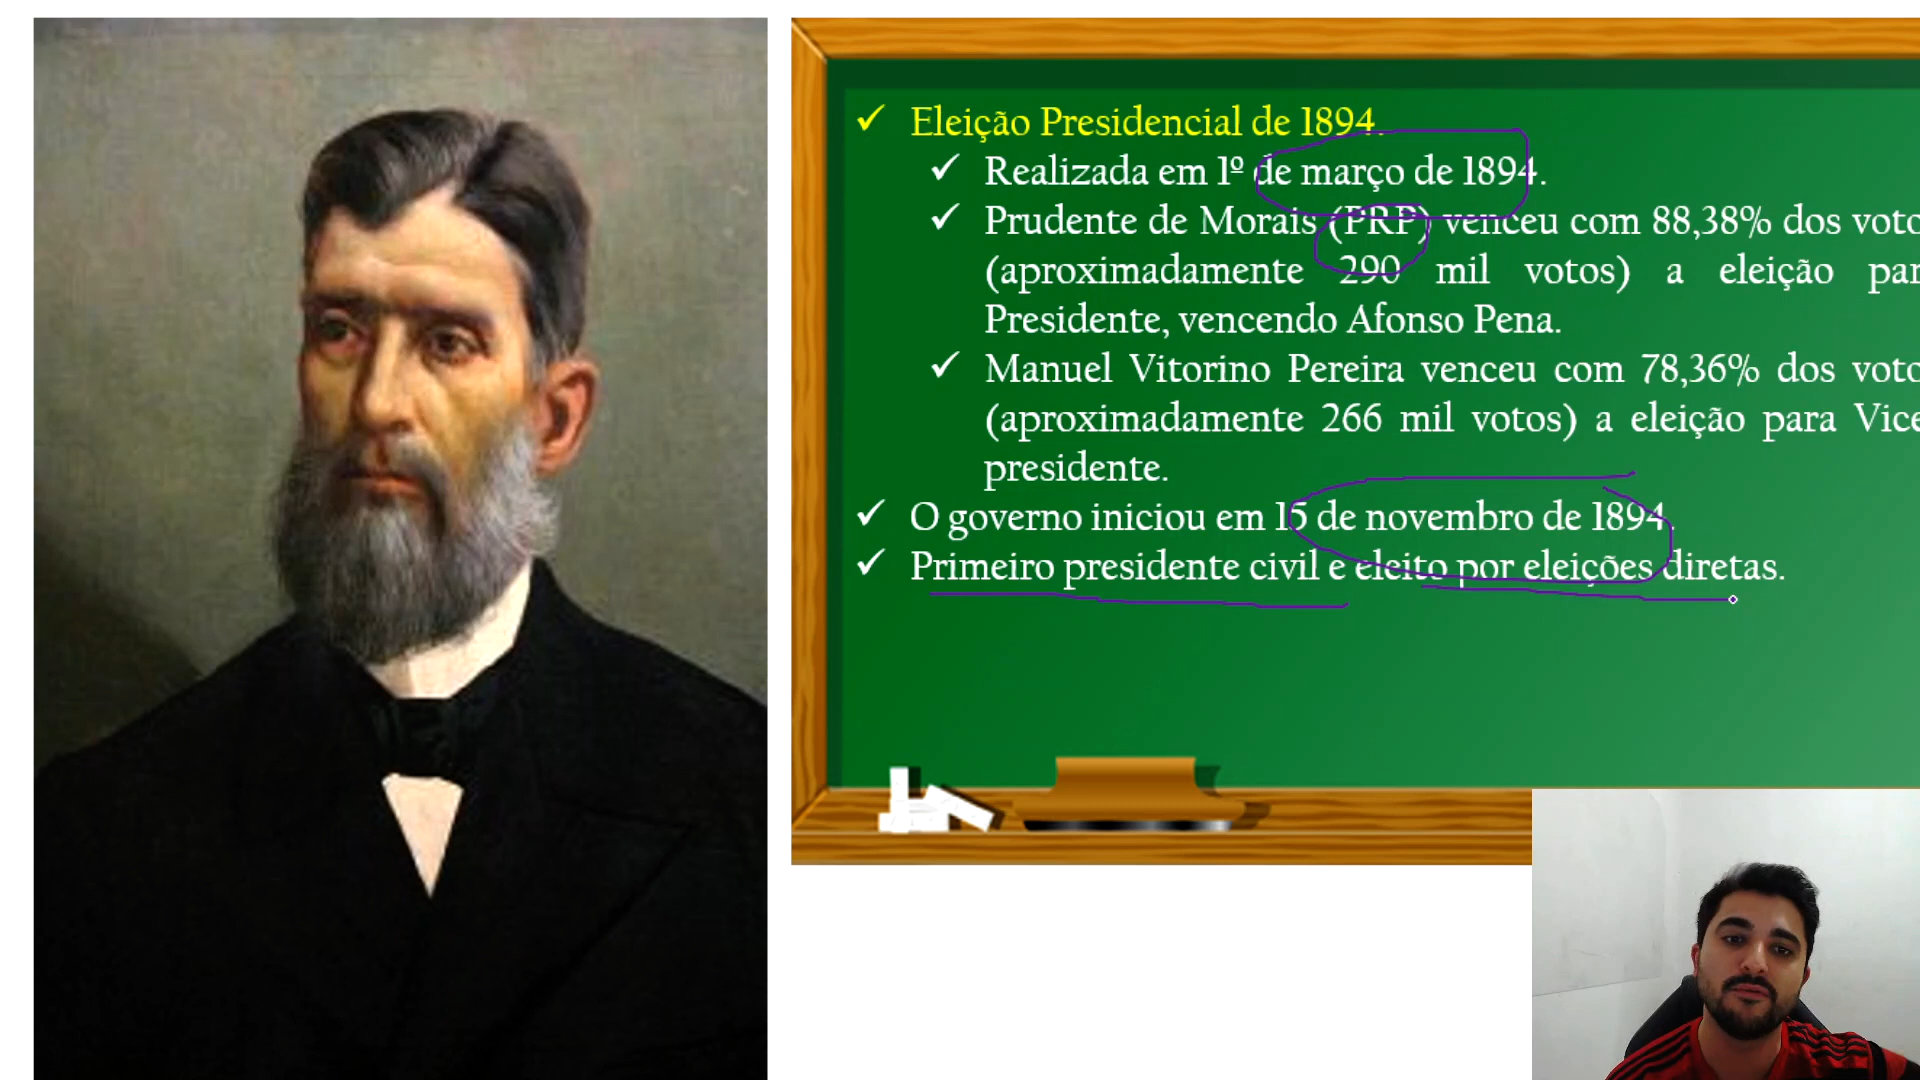 Eleição Presidencial de 1894.
Realizada em 1º de março de 1894.
Prudente de Morais (PRP) venceu com 88,38% dos voto
(aproximadamente 290 mil votos) a eleição par
Presidente, vencendo Afonso Pena.
Manuel Vitorino Pereira venceu com 78,36% dos voto
(aproximadamente 266 mil votos) a eleição para Vice
presidente.
O governo iniciou em 15 de novembro de 1894.
Primeiro presidente civil e eleito por eleições diretas.